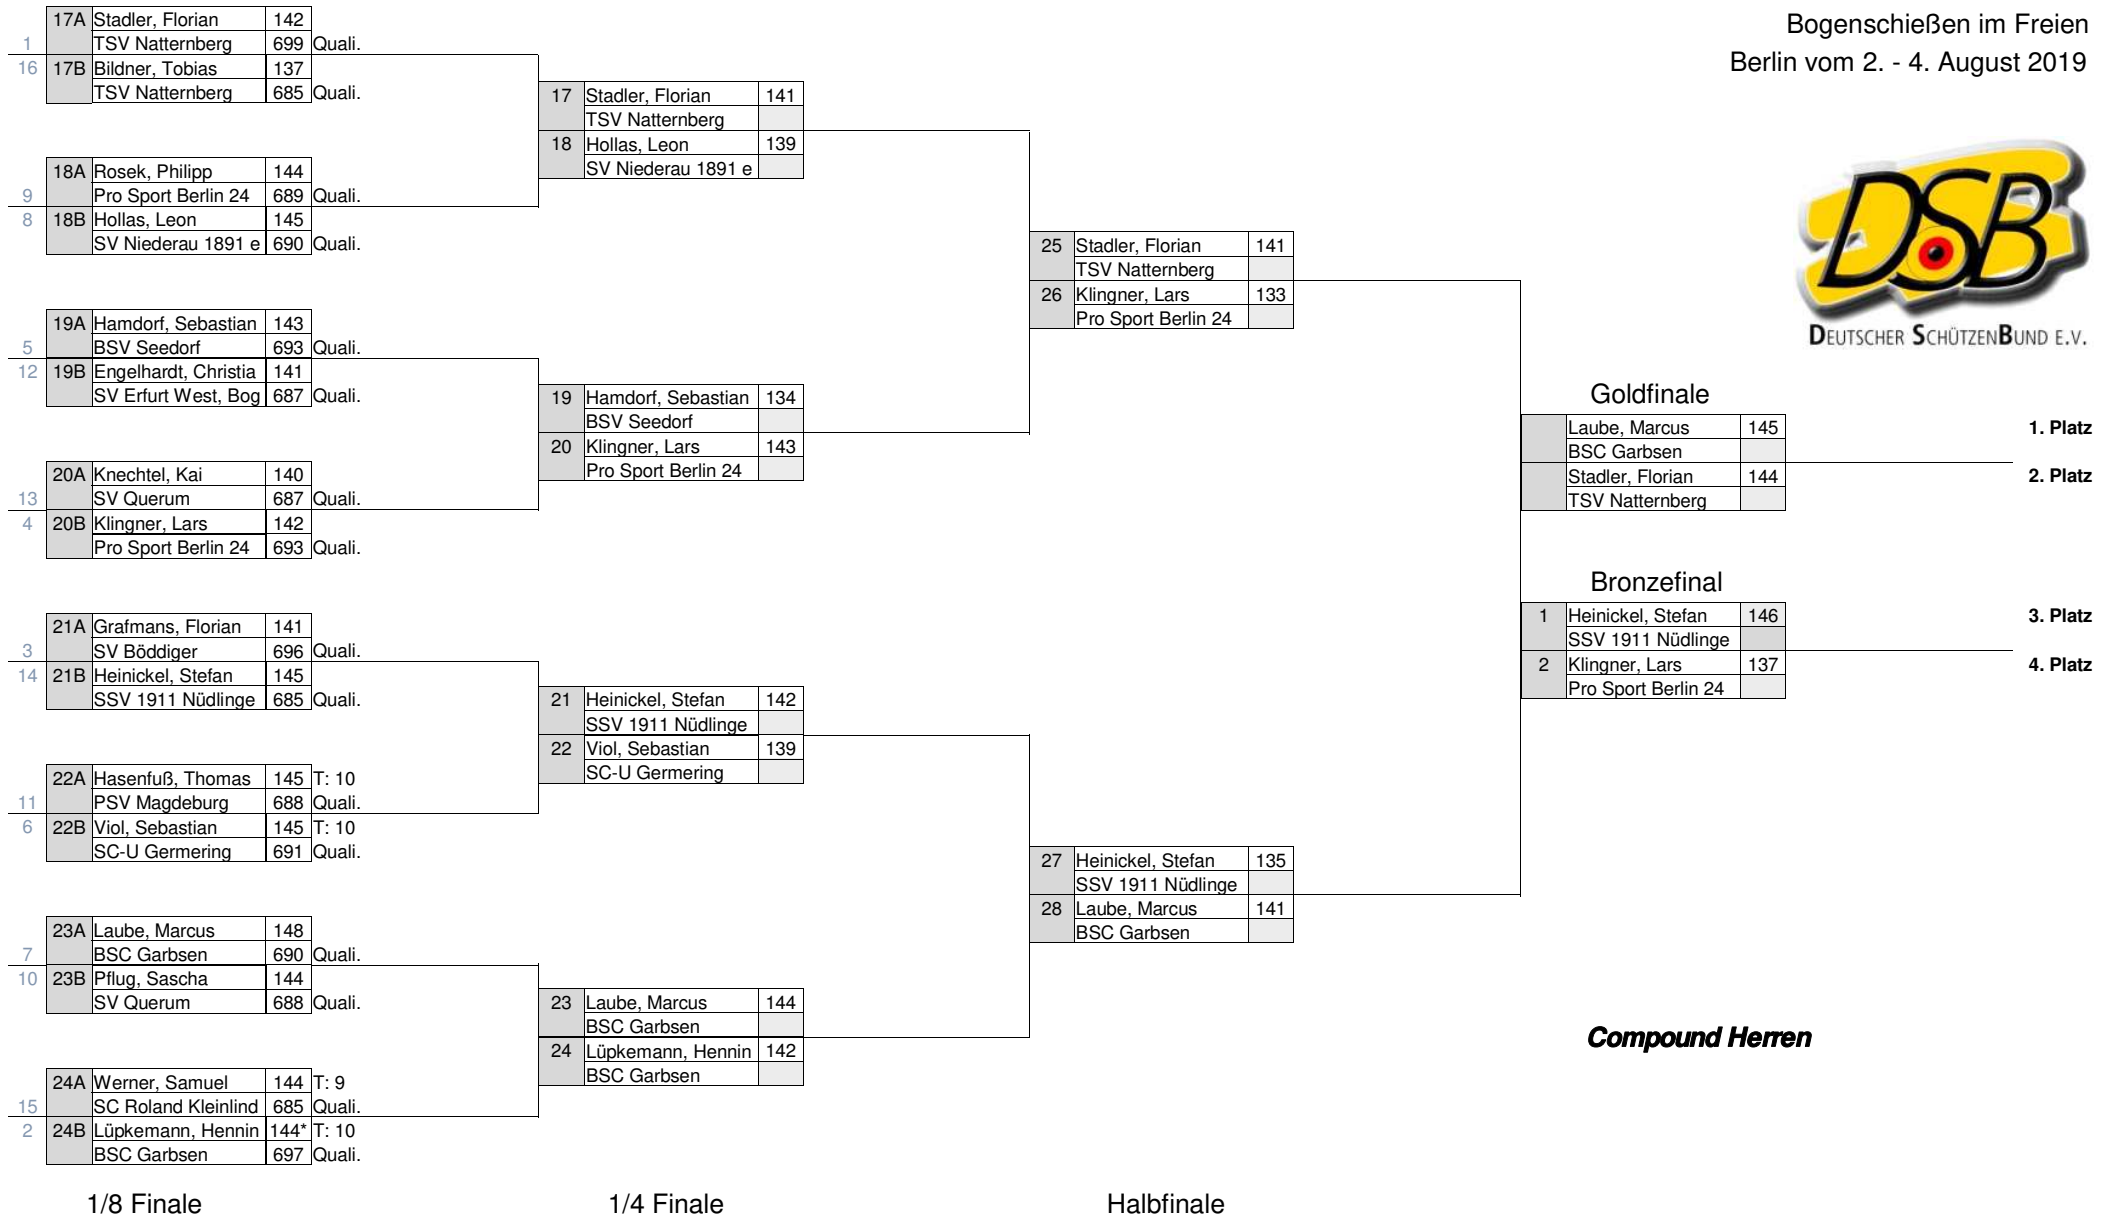 Bogenschießen im Freien
Berlin vom 2. - 4. August 2019
17A Stadler, Florian 142
1 TSV Natternberg 699 Quali.
16 17B Bildner, Tobias 137
TSV Natternberg 685 Quali.
18A Rosek, Philipp 144
9 Pro Sport Berlin 24 689 Quali.
8 18B Hollas, Leon 145
SV Niederau 1891 e 690 Quali.
19A Hamdorf, Sebastian 143
5 BSV Seedorf 693 Quali.
12 19B Engelhardt, Christia 141
SV Erfurt West, Bog 687 Quali.
20A Knechtel, Kai 140
13 SV Querum 687 Quali.
4 20B Klingner, Lars 142
Pro Sport Berlin 24 693 Quali.
21A Grafmans, Florian 141
3 SV Böddiger 696 Quali.
14 21B Heinickel, Stefan 145
SSV 1911 Nüdlinge 685 Quali.
22A Hasenfuß, Thomas 145 T: 10
11 PSV Magdeburg 688 Quali.
6 22B Viol, Sebastian 145 T: 10
SC-U Germering 691 Quali.
23A Laube, Marcus 148
7 BSC Garbsen 690 Quali.
10 23B Pflug, Sascha 144
SV Querum 688 Quali.
24A Werner, Samuel 144 T: 9
15 SC Roland Kleinlind 685 Quali.
2 24B Lüpkemann, Hennin 144* T: 10
BSC Garbsen 697 Quali.
1/8 Finale
17 Stadler, Florian 141
TSV Natternberg
18 Hollas, Leon 139
SV Niederau 1891 e
19 Hamdorf, Sebastian 134
BSV Seedorf
20 Klingner, Lars 143
Pro Sport Berlin 24
21 Heinickel, Stefan 142
SSV 1911 Nüdlinge
22 Viol, Sebastian 139
SC-U Germering
23 Laube, Marcus 144
BSC Garbsen
24 Lüpkemann, Hennin 142
BSC Garbsen
1/4 Finale
25 Stadler, Florian 141
TSV Natternberg
26 Klingner, Lars 133
Pro Sport Berlin 24
27 Heinickel, Stefan 135
SSV 1911 Nüdlinge
28 Laube, Marcus 141
BSC Garbsen
Halbfinale
DSB
DEUTSCHER SCHÜTZENBUND E.V.
Goldfinale
Laube, Marcus 145 1. Platz
BSC Garbsen
Stadler, Florian 144 2. Platz
TSV Natternberg
Bronzefinal
1 Heinickel, Stefan 146 3. Platz
SSV 1911 Nüdlinge
2 Klingner, Lars 137 4. Platz
Pro Sport Berlin 24
Compound Herren